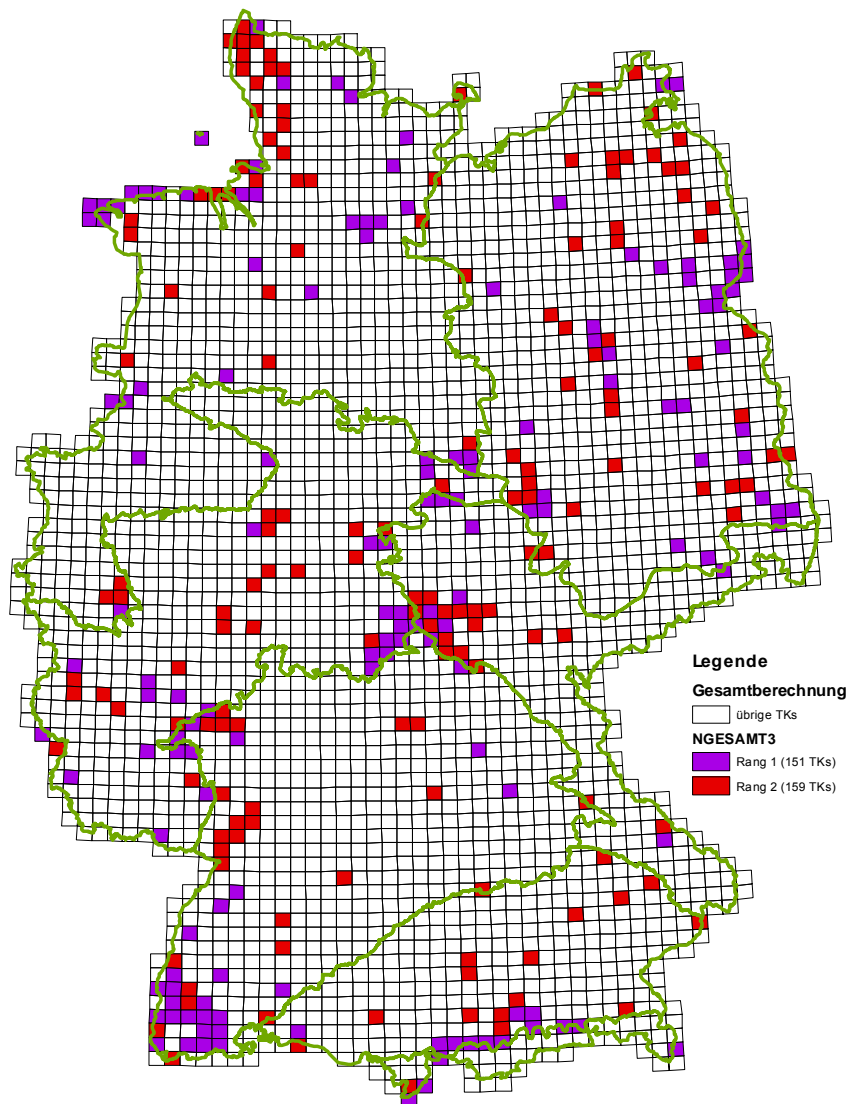 Legende
Gesamtberechnung
übrige TKs
NGESAMT3
Rang 1 (151 TKs)
Rang 2 (159 TKs)